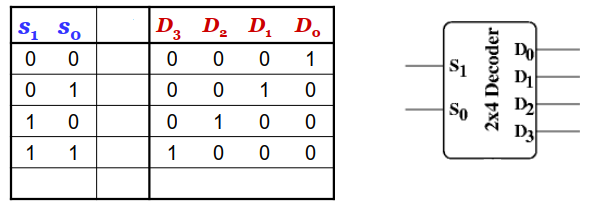 S₁ S₀ D₃ D₂ D₁ D₀
0 0 0 0 0 1
0 1 0 0 1 0
1 0 0 1 0 0
1 1 1 0 0 0
S₁
S₀
2x4 Decoder
D₀
D₁
D₂
D₃